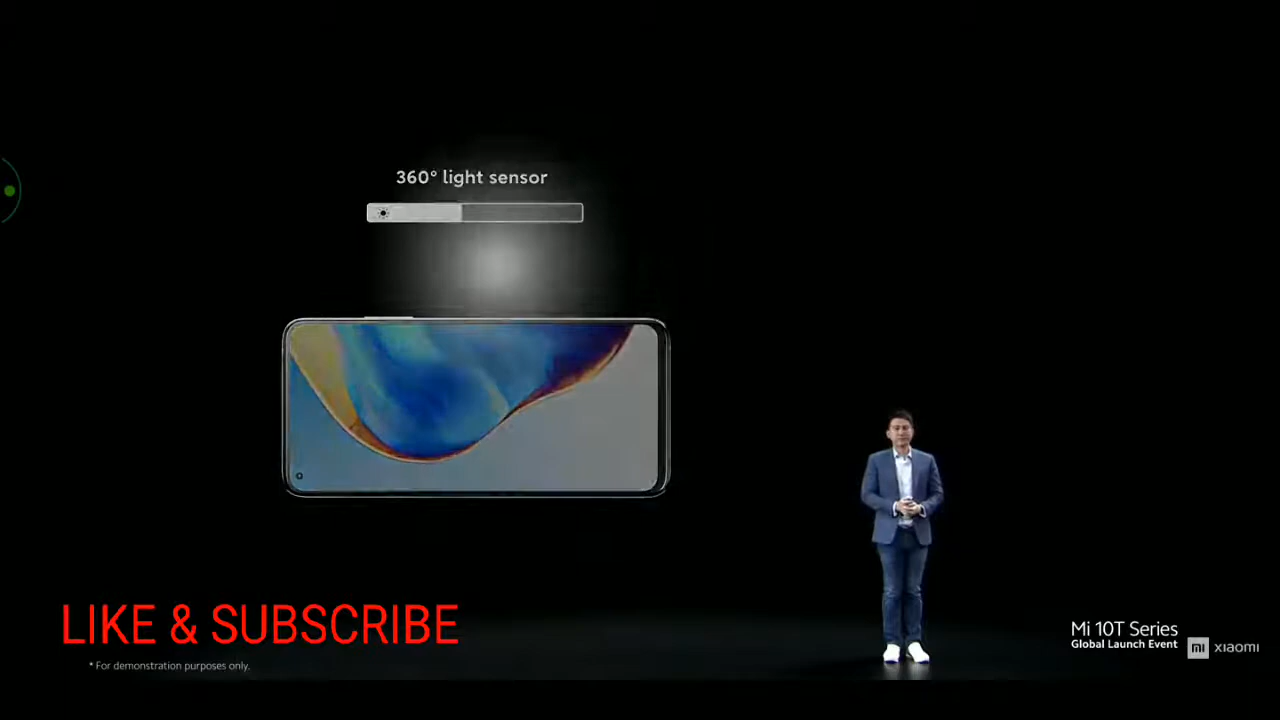 360° light sensor
LIKE & SUBSCRIBE
* For demonstration purposes only.
Mi 10T Series
Global Launch Event
mi xiaomi